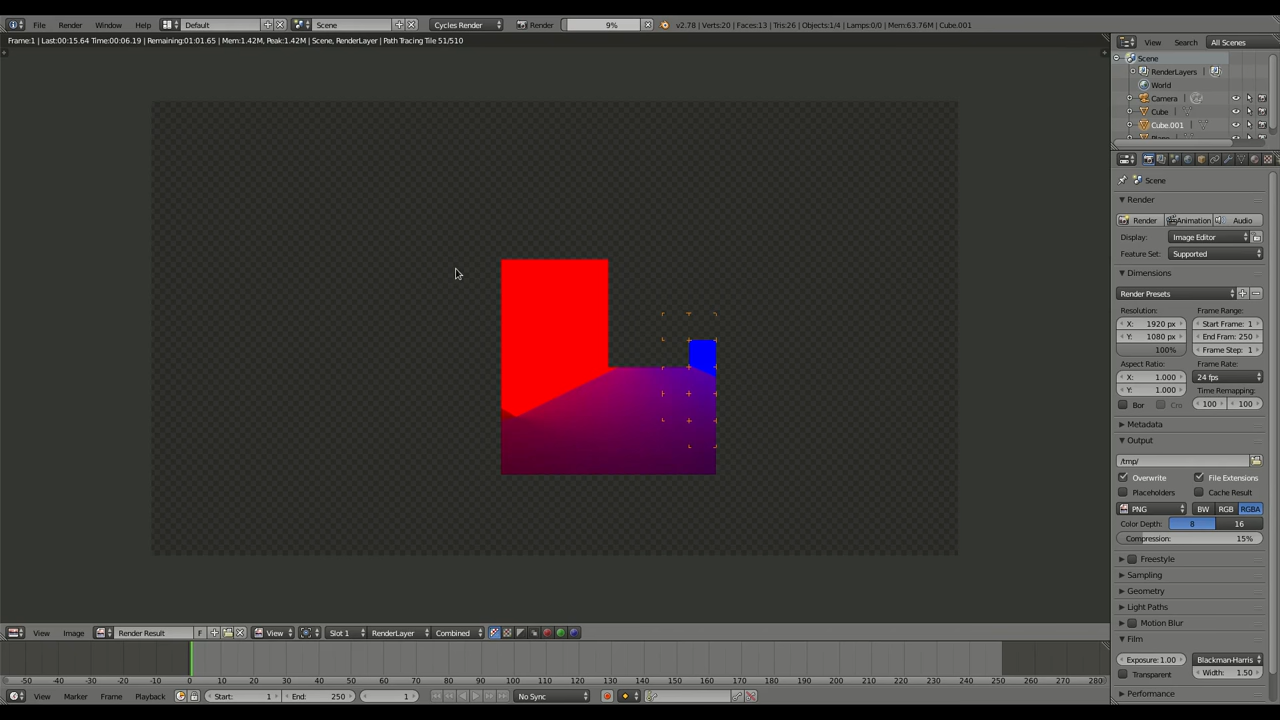 File Render Window Help Default Scene Cycles Render Render 9% v2.78 | Verts:20 | Faces:13 | Tris:26 | Objects:1/4 | Lamps:0/0 | Mem:63.76M | Cube.001
Frame:1 | Last:00:15.64 Time:00:06.19 | Remaining:01:01.65 | Mem:1.42M, Peak:1.42M | Scene, RenderLayer | Path Tracing Tile 51/510
View Search All Scenes
Scene
RenderLayers
World
Camera
Cube
Cube.001
Scene
Render
Render Animation Audio
Display: Image Editor
Feature Set: Supported
Dimensions
Render Presets
Resolution: Frame Range:
X: 1920 px Start Frame: 1
Y: 1080 px End Fram: 250
100% Frame Step: 1
Aspect Ratio: Frame Rate:
X: 1.000 24 fps
Y: 1.000 Time Remapping:
Bor Cro 100 100
Metadata
Output
/tmp/
Overwrite File Extensions
Placeholders Cache Result
PNG BW RGB RGBA
Color Depth: 8 16
Compression: 15%
Freestyle
Sampling
Geometry
Light Paths
Motion Blur
Film
Exposure: 1.00 Blackman-Harris
Transparent Width: 1.50
Performance
View Image Render Result F View Slot 1 RenderLayer Combined
-50 -40 -30 -20 -10 0 10 20 30 40 50 60 70 80 90 100 110 120 130 140 150 160 170 180 190 200 210 220 230 240 250 260 270 280
View Marker Frame Playback Start: 1 End: 250 1 No Sync